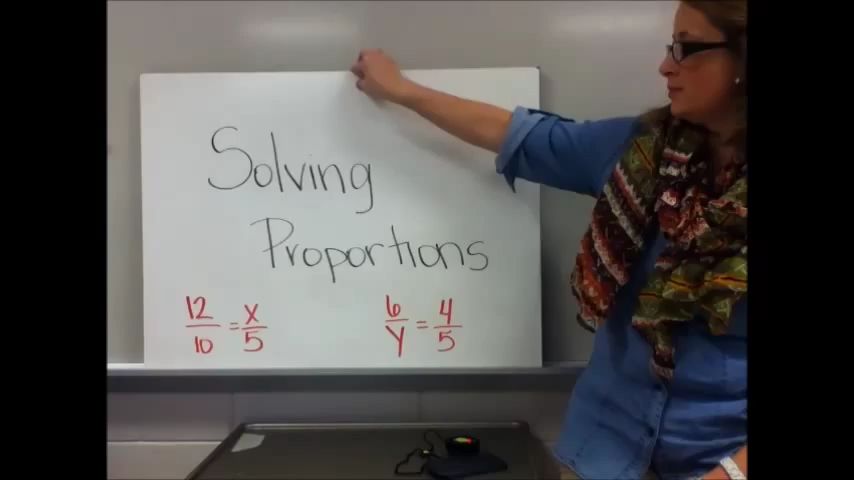 Solving
Proportions
12/10 = x/5
6/y = 4/5